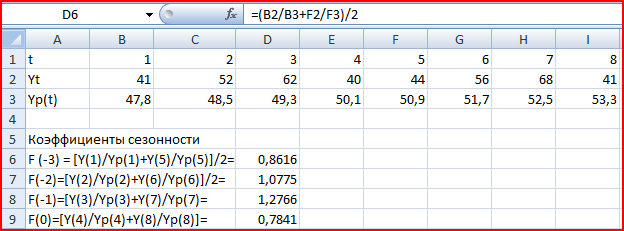 D6 fx =(B2/B3+F2/F3)/2
A B C D E F G H I
1 t 1 2 3 4 5 6 7 8
2 Yt 41 52 62 40 44 56 68 41
3 Yp(t) 47,8 48,5 49,3 50,1 50,9 51,7 52,5 53,3
4
5 Коэффициенты сезонности
6 F (-3) = [Y(1)/Yp(1)+Y(5)/Yp(5)]/2= 0,8616
7 F(-2)=[Y(2)/Yp(2)+Y(6)/Yp(6)]/2= 1,0775
8 F(-1)=[Y(3)/Yp(3)+Y(7)/Yp(7)= 1,2766
9 F(0)=[Y(4)/Yp(4)+Y(8)/Yp(8)]= 0,7841